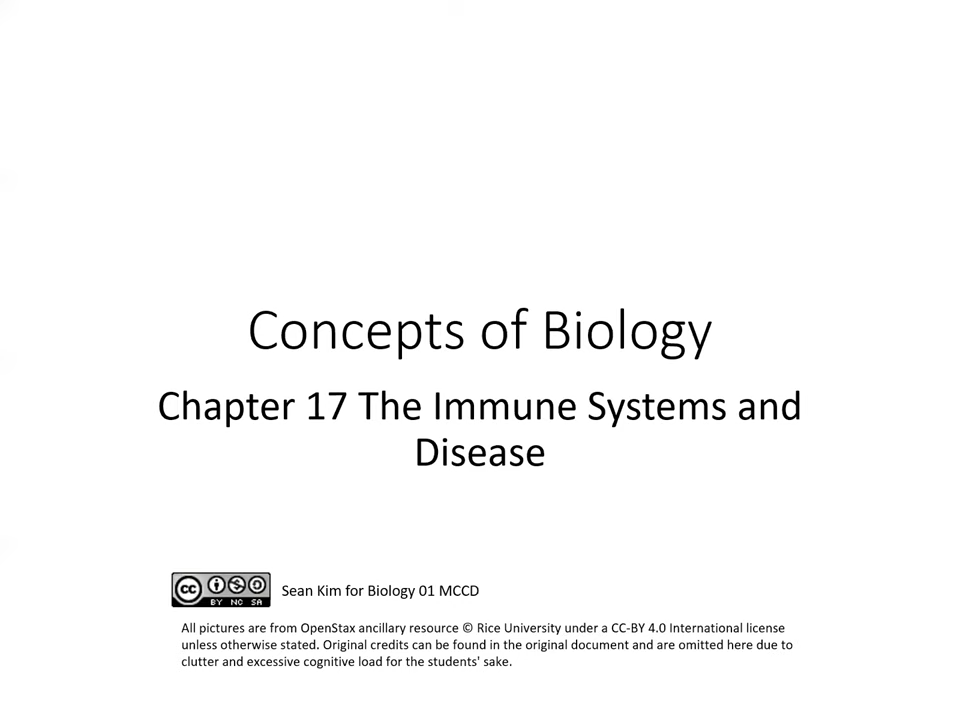 Concepts of Biology
Chapter 17 The Immune Systems and
Disease
cc BY NC SA
Sean Kim for Biology 01 MCCD
All pictures are from OpenStax ancillary resource © Rice University under a CC-BY 4.0 International license
unless otherwise stated. Original credits can be found in the original document and are omitted here due to
clutter and excessive cognitive load for the students' sake.